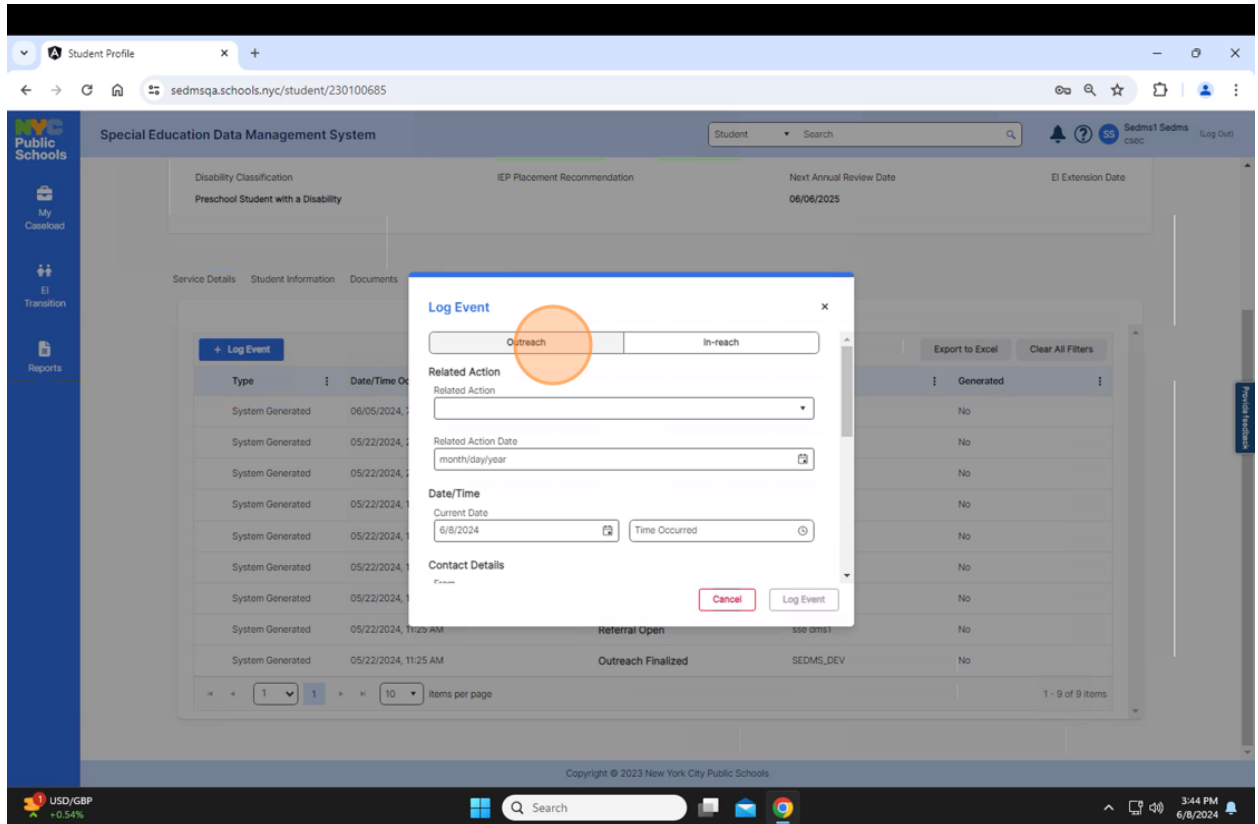 Student Profile
sedmsqa.schools.nyc/student/230100685
NYC
Public
Schools
Special Education Data Management System
Student
Search
SS
Sedms1 Sedms
csec
(Log Out)
My
Caseload
EI
Transition
Reports
Disability Classification
IEP Placement Recommendation
Next Annual Review Date
EI Extension Date
Preschool Student with a Disability
06/06/2025
Service Details Student Information Documents
Log Event
Outreach In-reach
Related Action
Related Action
Related Action Date
month/day/year
Date/Time
Current Date
6/8/2024
Time Occurred
Contact Details
From
Cancel
Log Event
+ Log Event
Export to Excel
Clear All Filters
Type Date/Time Oc Generated
System Generated 06/05/2024, No
System Generated 05/22/2024, No
System Generated 05/22/2024, No
System Generated 05/22/2024, 1 No
System Generated 05/22/2024, 1 No
System Generated 05/22/2024, 1 No
System Generated 05/22/2024, 1 No
System Generated 05/22/2024, 11:25 AM Referral Open sse dms1 No
System Generated 05/22/2024, 11:25 AM Outreach Finalized SEDMS_DEV No
1 1 10 items per page 1 - 9 of 9 items
Provide feedback
Copyright © 2023 New York City Public Schools
1
USD/GBP
+0.54%
Search
3:44 PM
6/8/2024